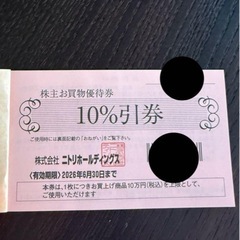 株主お買物優待券
ご使用の際には裏面記載の「おねがい」をご覧下さい。
10%引券
株式会社 ニトリホールディングス
〈有効期限〉2026年6月30日まで
本券は、1枚につきお買上げ商品10万円(税込)を上限として、
ご使用いただけます